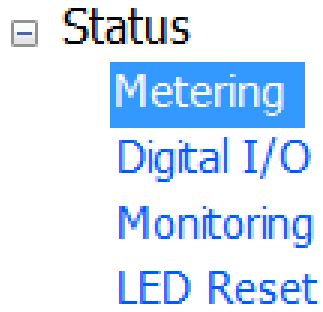 Status
Metering
Digital I/O
Monitoring
LED Reset